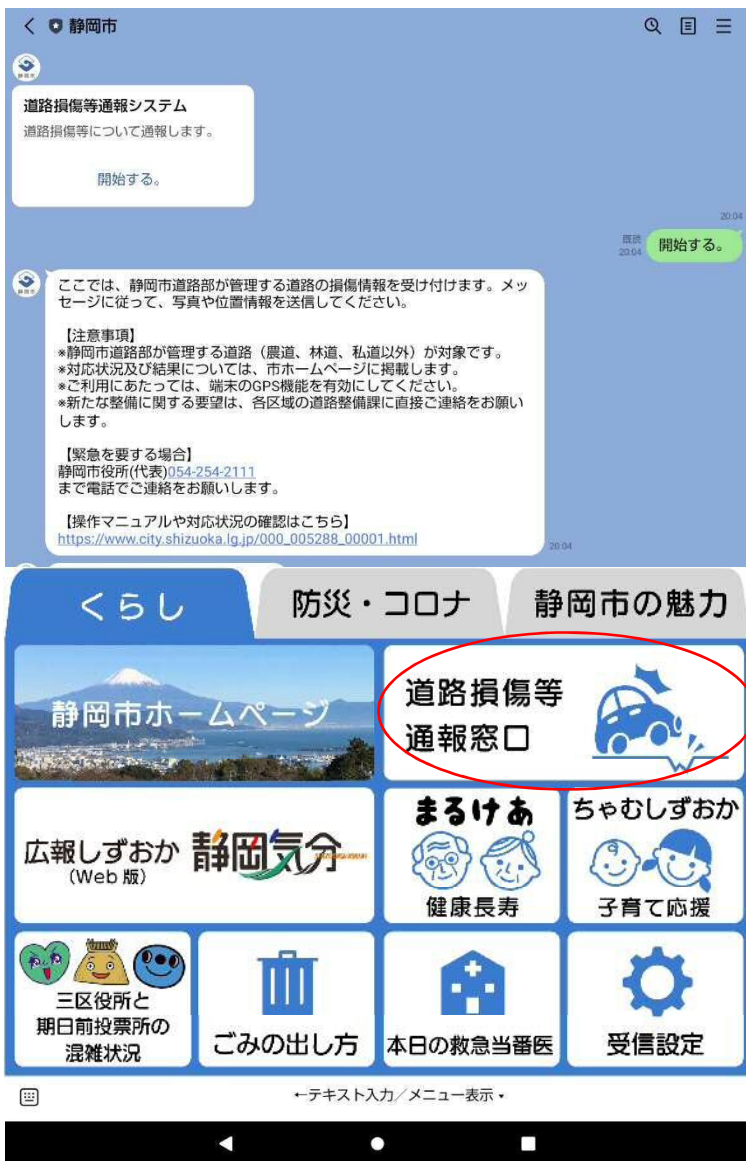 静岡市
道路損傷等通報システム
道路損傷等について通報します。
開始する。
20:04
既読
20:04
開始する。
ここでは、静岡市道路部が管理する道路の損傷情報を受け付けます。メッ
セージに従って、写真や位置情報を送信してください。
【注意事項】
*静岡市道路部が管理する道路（農道、林道、私道以外）が対象です。
*対応状況及び結果については、市ホームページに掲載します。
*ご利用にあたっては、端末のGPS機能を有効にしてください。
*新たな整備に関する要望は、各区域の道路整備課に直接ご連絡をお願い
します。
【緊急を要する場合】
静岡市役所(代表)054-254-2111
まで電話でご連絡をお願いします。
【操作マニュアルや対応状況の確認はこちら】
https://www.city.shizuoka.lg.jp/000_005288_00001.html
20:04
くらし
防災・コロナ
静岡市の魅力
静岡市ホームページ
道路損傷等
通報窓口
広報しずおか 静岡気分
(Web 版)
まるけあ
健康長寿
ちゃむしずおか
子育て応援
三区役所と
期日前投票所の
混雑状況
ごみの出し方
本日の救急当番医
受信設定
←テキスト入力／メニュー表示▼